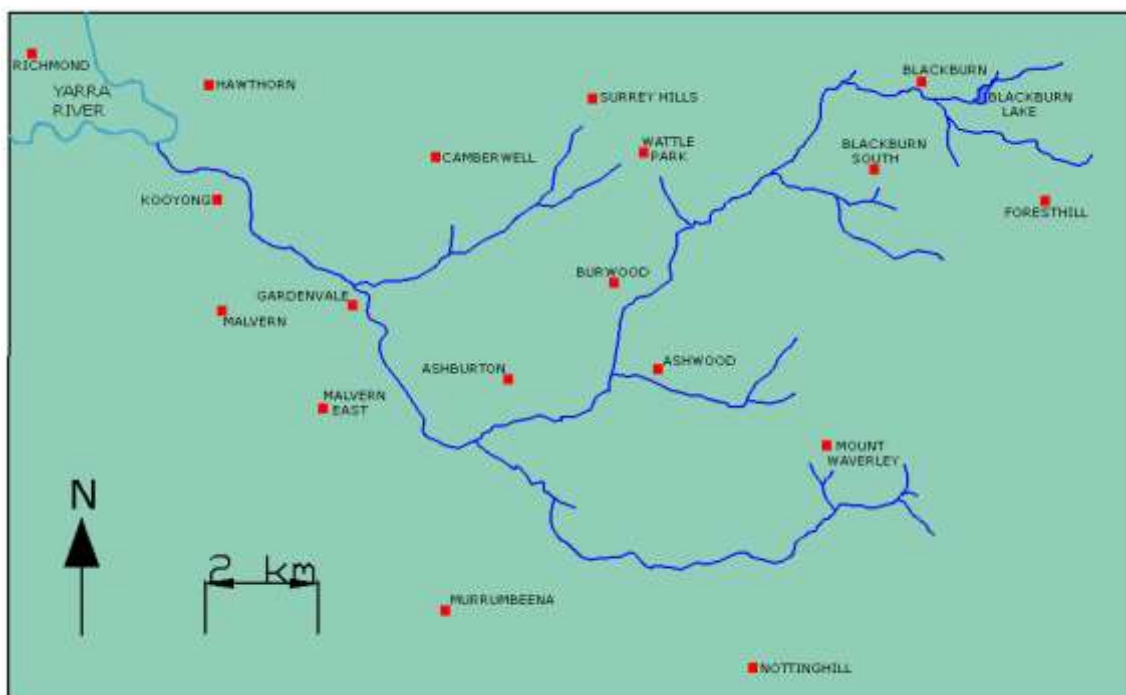 RICHMOND
YARRA
RIVER
HAWTHORN
SURREY HILLS
BLACKBURN
BLACKBURN
LAKE
CAMBERWELL
WATTLE
PARK
BLACKBURN
SOUTH
KOOYONG
FORESTHILL
BURWOOD
GARDENVALE
MALVERN
ASHBURTON
ASHWOOD
MALVERN
EAST
MOUNT
WAVERLEY
N
2 km
MURRUMBEENA
NOTTINGHILL